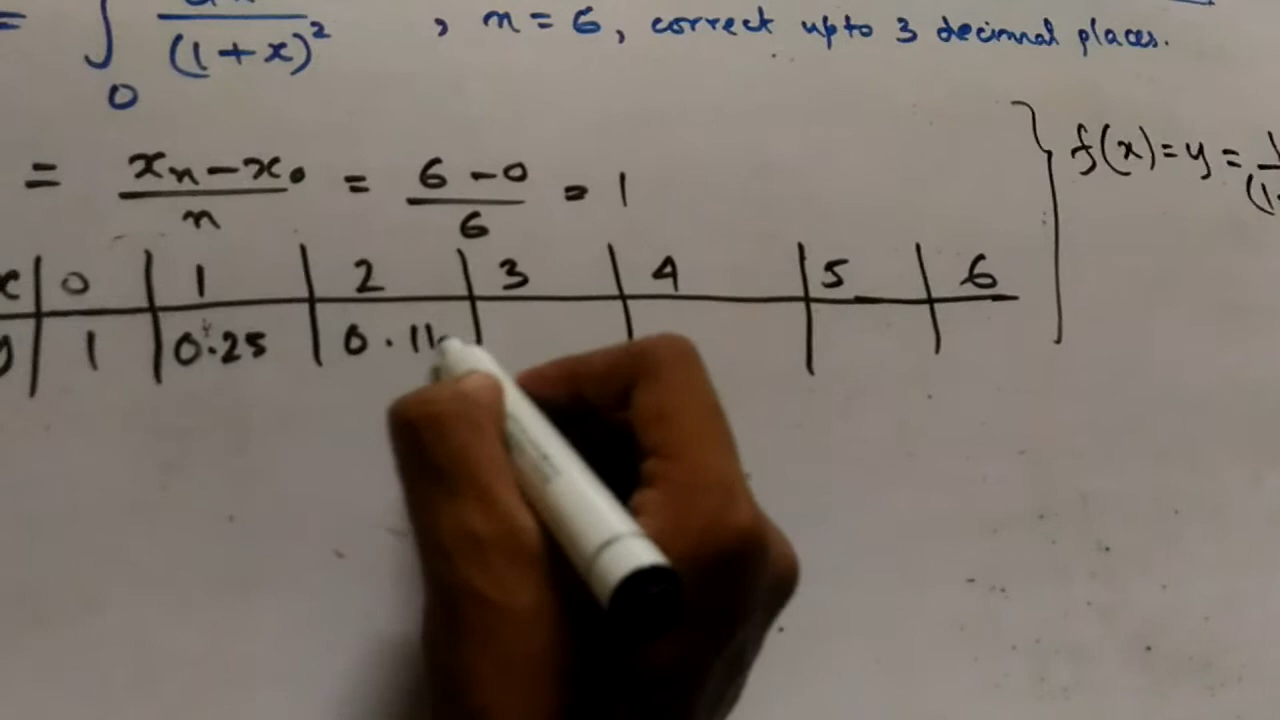 = ∫ 0 (1+x)² , n = 6, correct upto 3 decimal places.
f(x)=y=
= xn-x0 / n = 6-0 / 6 = 1
x | 0 | 1 | 2 | 3 | 4 | 5 | 6
y | 1 | 0.25 | 0.11